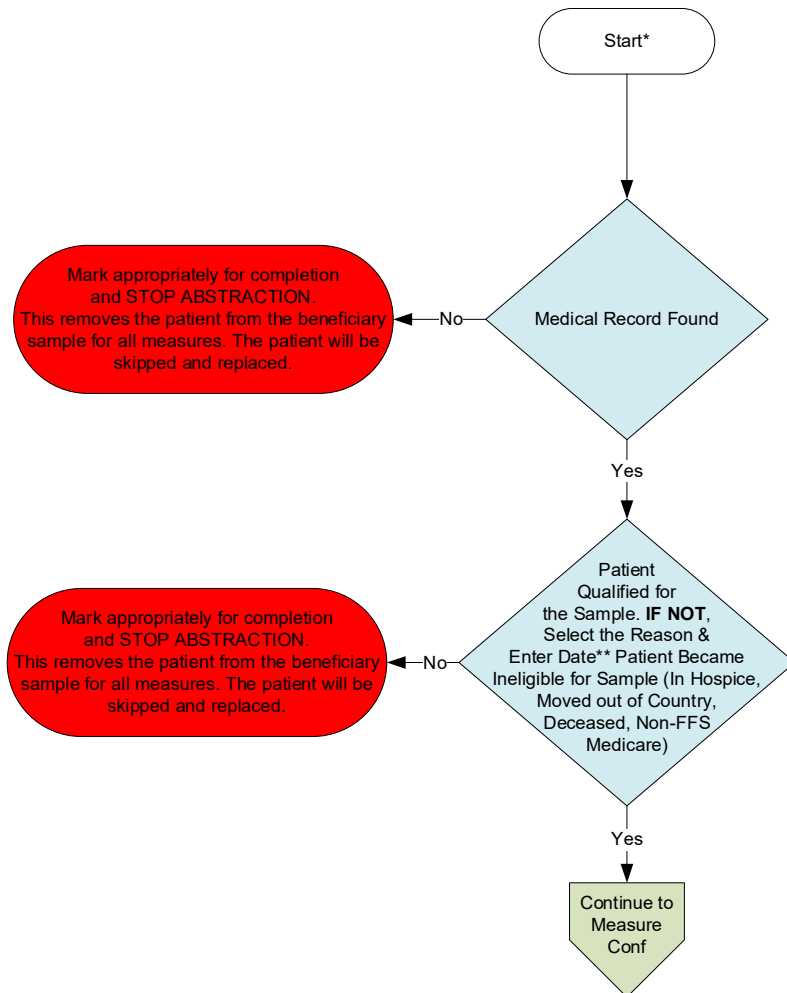 Start*
Medical Record Found
No
Mark appropriately for completion
and STOP ABSTRACTION.
This removes the patient from the beneficiary
sample for all measures. The patient will be
skipped and replaced.
Yes
Patient
Qualified for
the Sample. IF NOT,
Select the Reason &
Enter Date** Patient Became
Ineligible for Sample (In Hospice,
Moved out of Country,
Deceased, Non-FFS
Medicare)
No
Mark appropriately for completion
and STOP ABSTRACTION.
This removes the patient from the beneficiary
sample for all measures. The patient will be
skipped and replaced.
Yes
Continue to
Measure
Conf